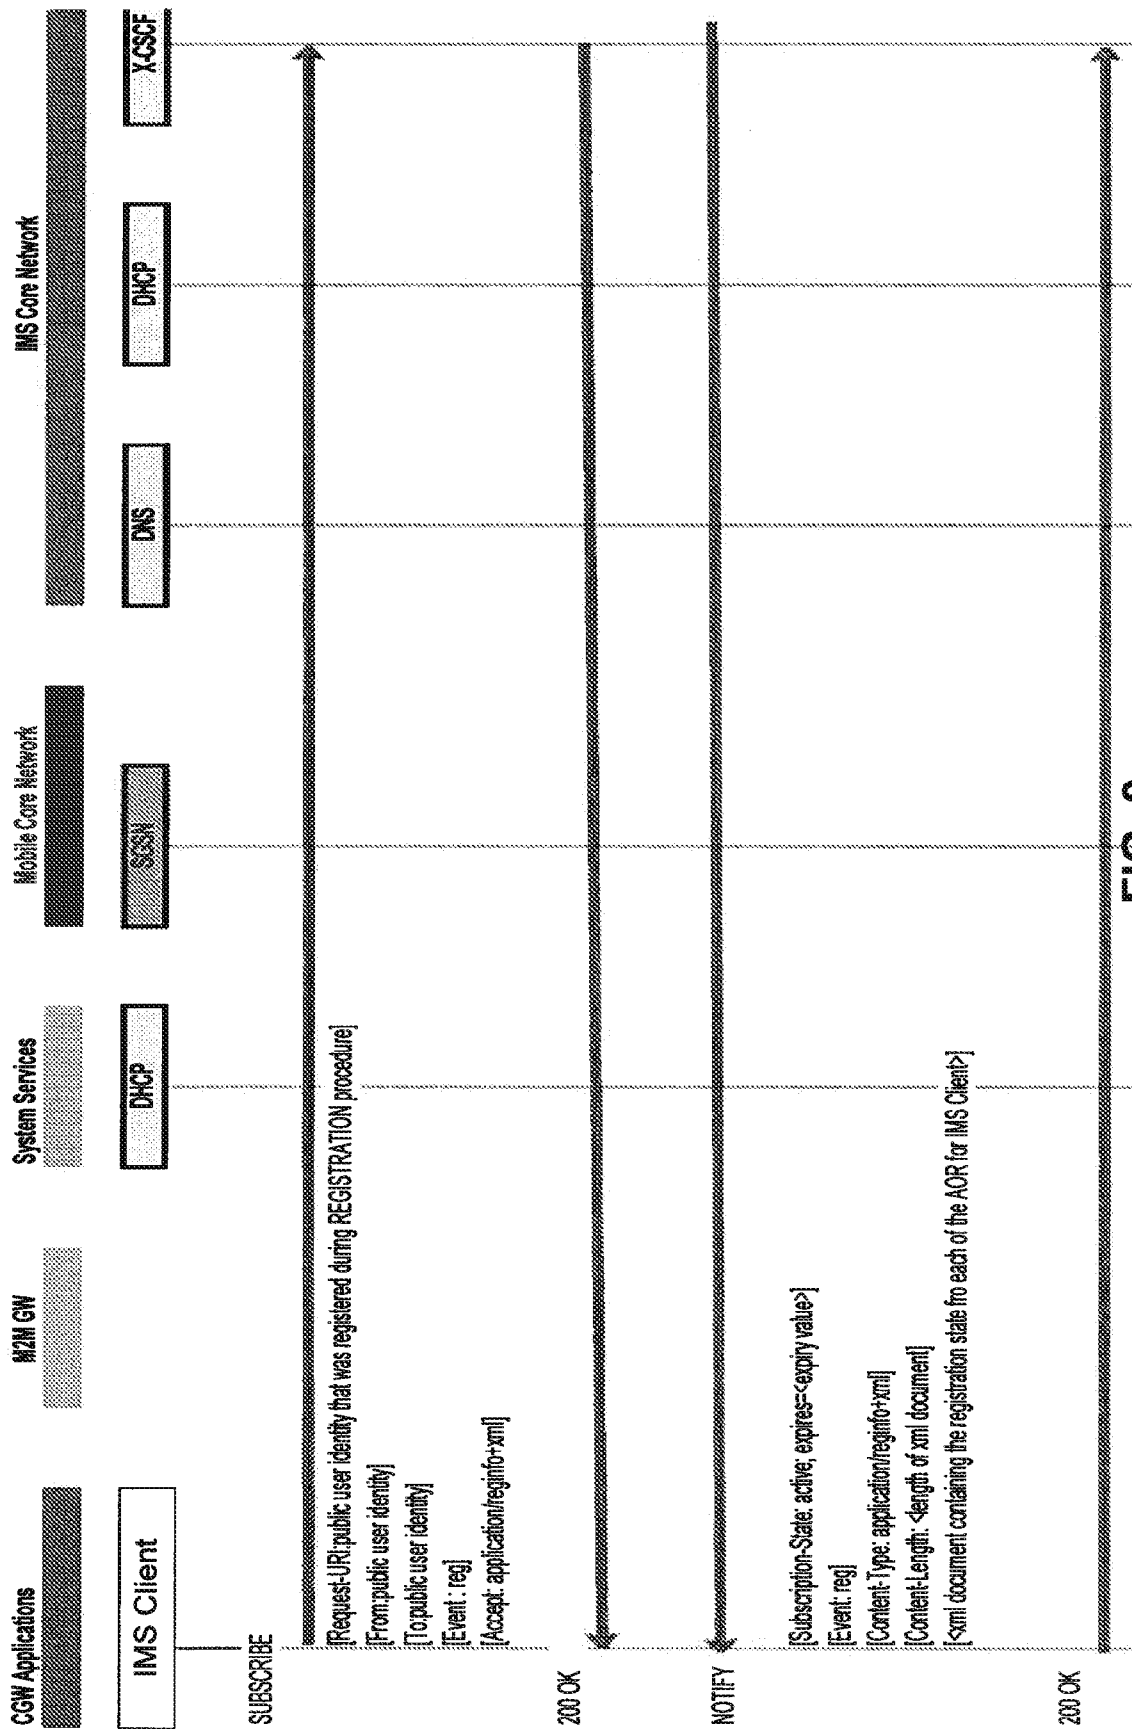 CGW Applications
M2M GW
System Services
Mobile Core Network
IMS Core Network
IMS Client
DHCP
SGSN
DNS
DHCP
X-CSCF
SUBSCRIBE
[Request-URI:public user identity that was registered during REGISTRATION procedure]
[From:public user identity]
[To:public user identity]
[Event : reg]
[Accept: application/reginfo+xml]
200 OK
NOTIFY
[Subscription-State: active; expires=<expiry value>]
[Event: reg]
[Content-Type: application/reginfo+xml]
[Content-Length: <length of xml document]
[<xml document containing the registration state fro each of the AOR for IMS Client>]
200 OK
FIG.